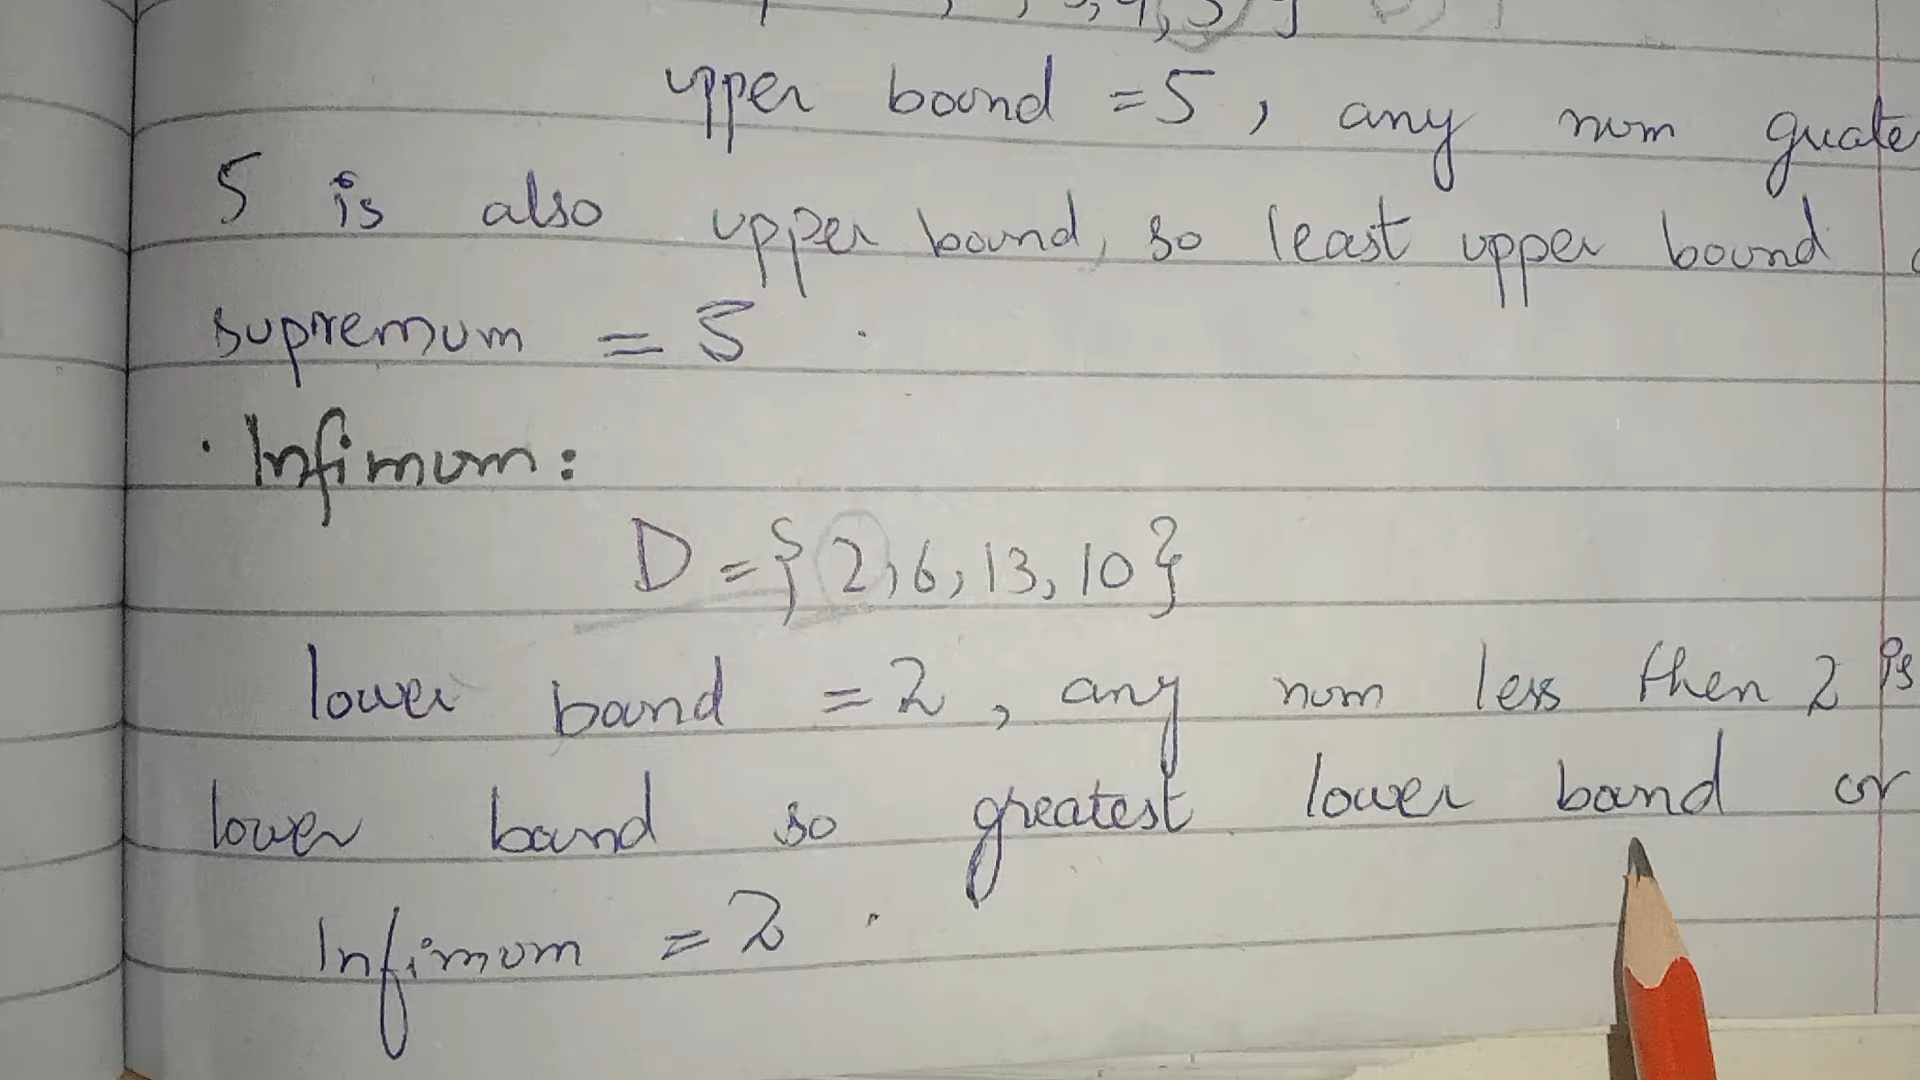 upper bound = 5, any num
5 is also upper bound, so least upper bound
supremum = 5.
· Infimum:
D = {2,6,13,10}
lower band = 2, any num less then 2 is
lower band so greatest lower band or
Infimum = 2.